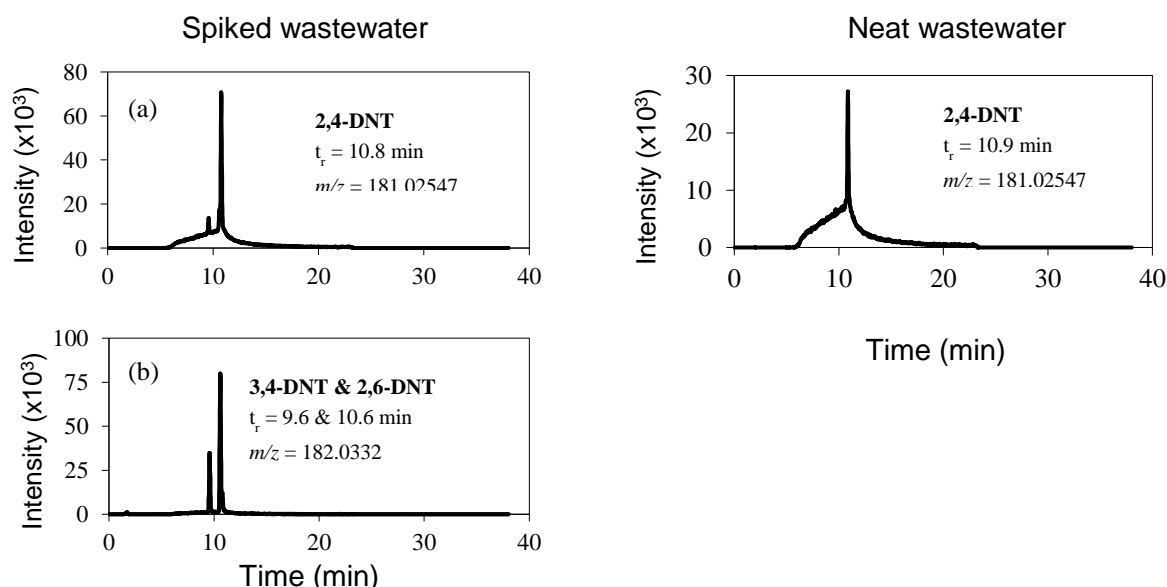 Spiked wastewater
Neat wastewater
Intensity (x10³)
80
60
40
20
0
(a)
2,4-DNT
tᵣ = 10.8 min
m/z = 181.02547
0 10 20 30 40
Intensity (x10³)
30
20
10
0
2,4-DNT
tᵣ = 10.9 min
m/z = 181.02547
0 10 20 30 40
Time (min)
Intensity (x10³)
100
75
50
25
0
(b)
3,4-DNT & 2,6-DNT
tᵣ = 9.6 & 10.6 min
m/z = 182.0332
0 10 20 30 40
Time (min)